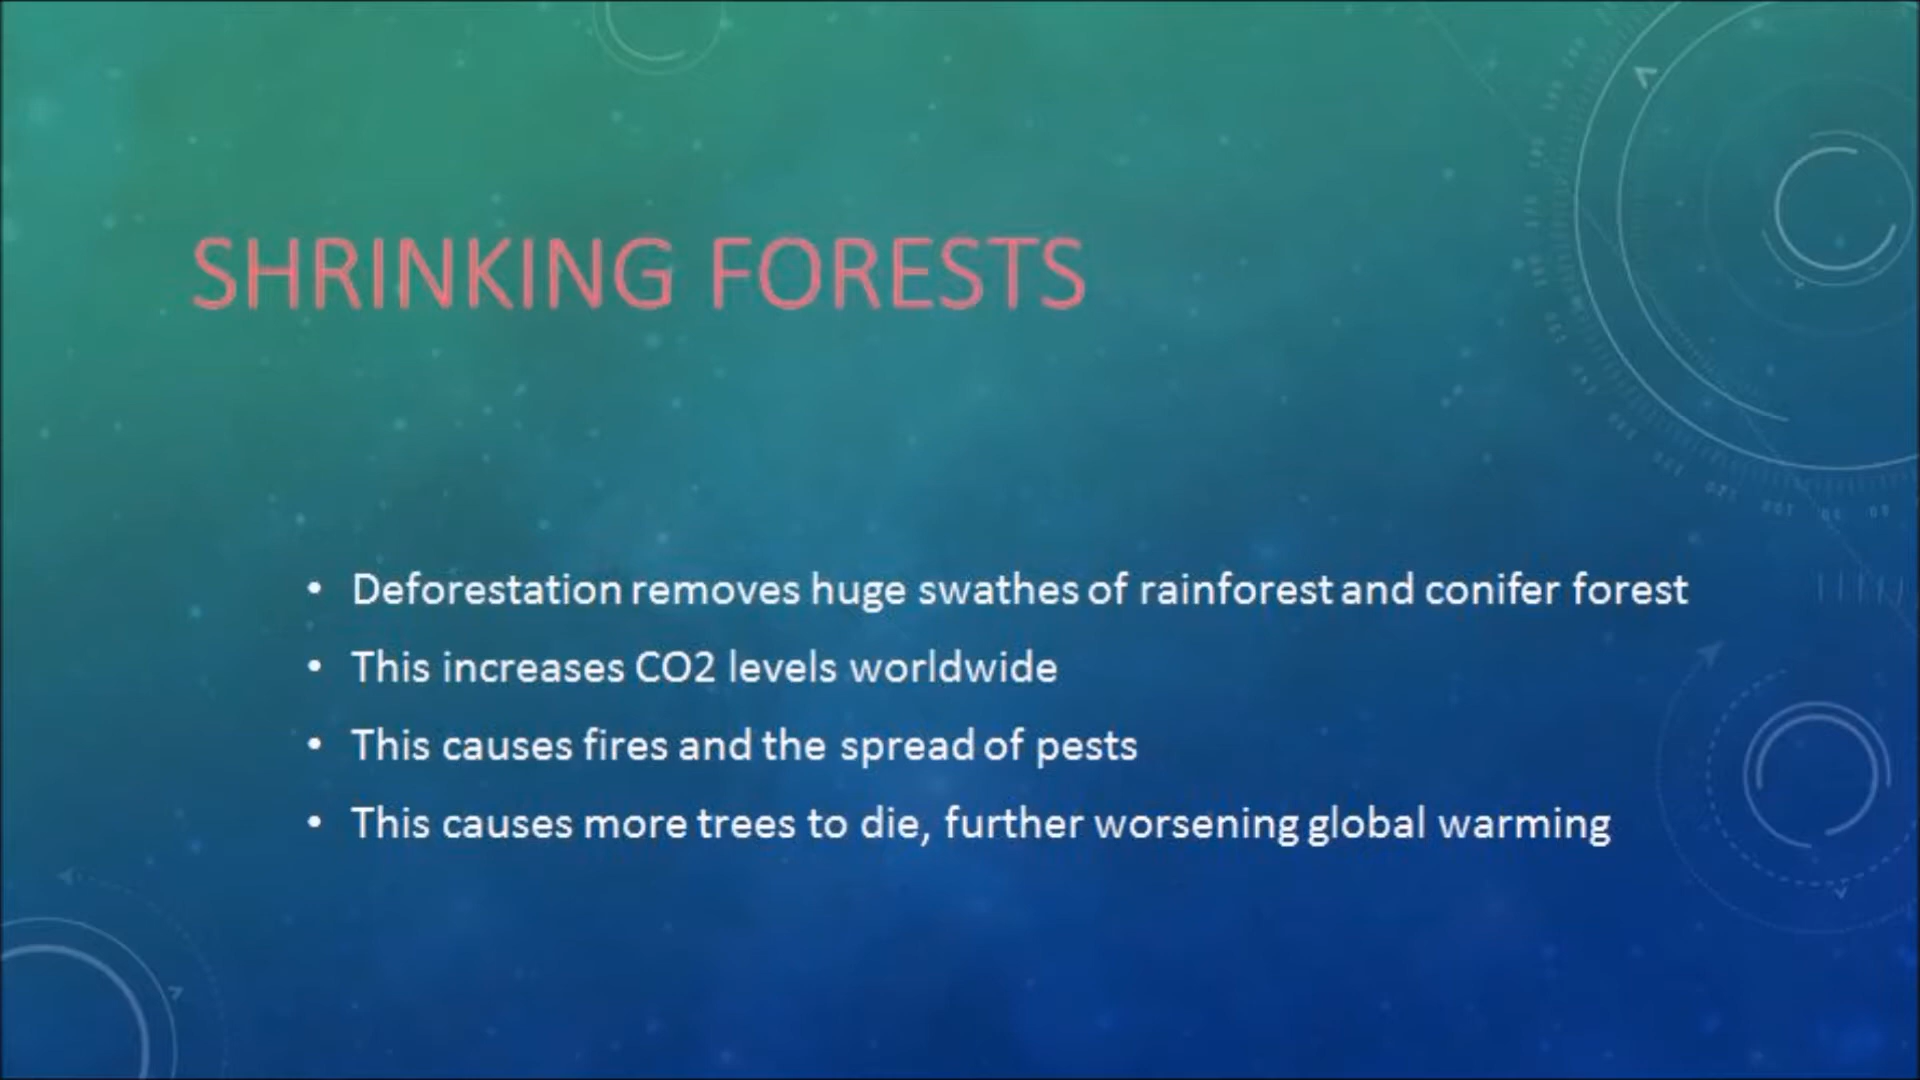 SHRINKING FORESTS
• Deforestation removes huge swathes of rainforest and conifer forest
• This increases CO2 levels worldwide
• This causes fires and the spread of pests
• This causes more trees to die, further worsening global warming